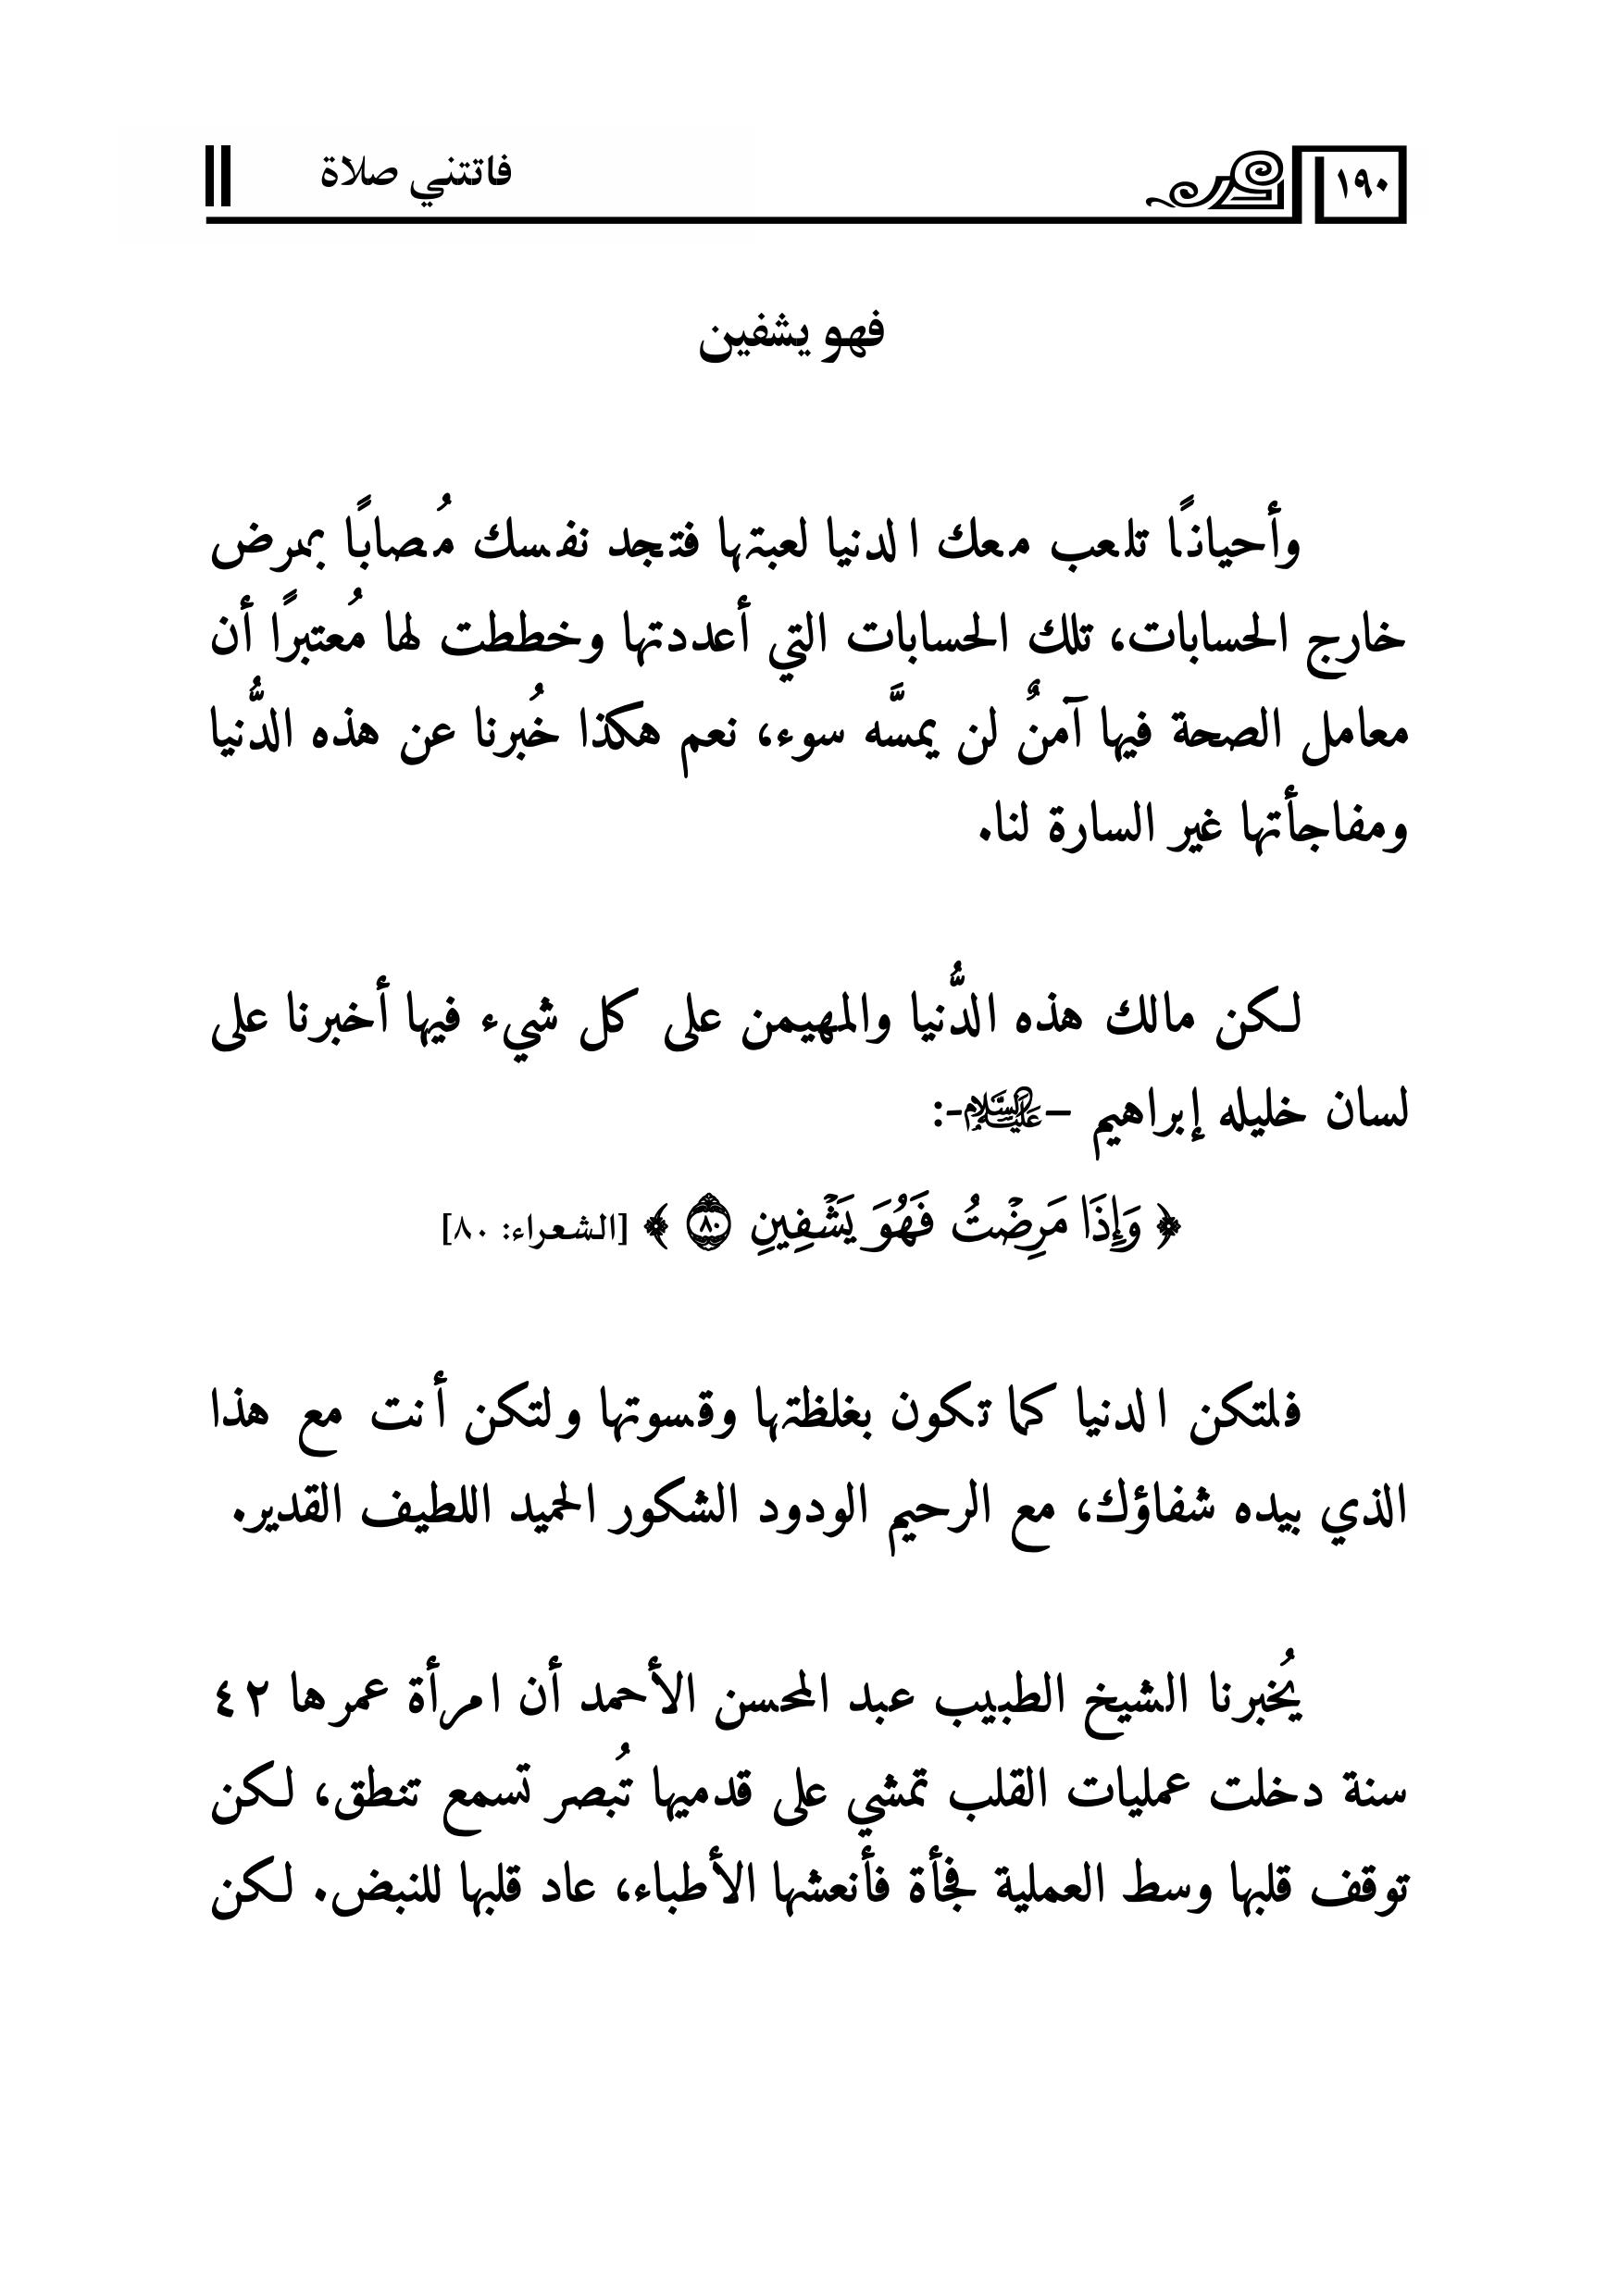 ١٩٠
فاتتني صلاة
فهو يشفين
وأحيانًا تلعب معك الدنيا لعبتها فتجد نفسك مُصابًا بمرض
خارج الحسابات، تلك الحسابات التي أعددتها وخططت لها مُعتبرًا أن
معامل الصحة فيها آمنٌ لن يمسَّه سوء، نعم هكذا خُبرنا عن هذه الدُّنيا
ومفاجأتها غير السارة لنا.
لكن مالك هذه الدُّنيا والمهيمن على كل شيء فيها أخبرنا على
لسان خليله إبراهيم –عليه السلام-:
﴿ وَإِذَا مَرِضْتُ فَهُوَ يَشْفِينِ ٨٠ ﴾ [الشعراء: ٨٠]
فلتكن الدنيا كما تكون بغلظتها وقسوتها ولتكن أنت مع هذا
الذي بيده شفاؤك، مع الرحيم الودود الشكور الحميد اللطيف القدير.
يُخبرنا الشيخ الطبيب عبد المحسن الأحمد أن امرأة عمرها ٤٢
سنة دخلت عمليات القلب تمشي على قدميها تُبصر تسمع تنطق، لكن
توقف قلبها وسط العملية فجأة فأنعشها الأطباء، عاد قلبها للنبض. لكن